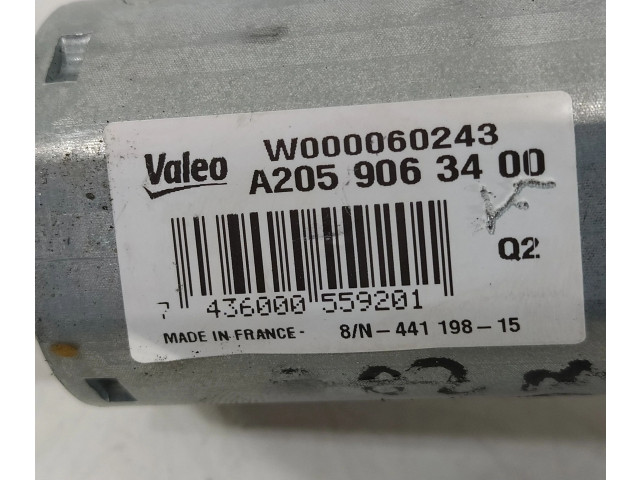 W000060243
Valeo A205 906 34 00
Q2
7 436000 559201
MADE IN FRANCE - 8/N - 441 198 - 15